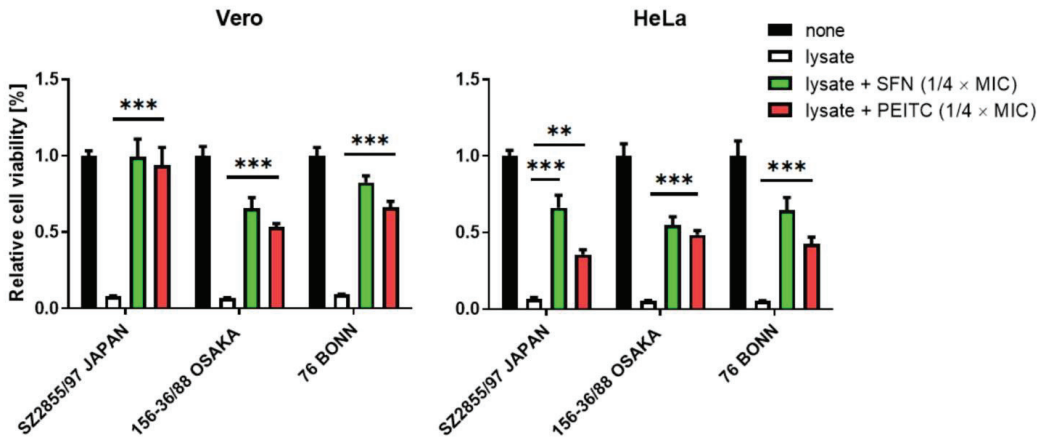 Vero
HeLa
none
lysate
lysate + SFN (1/4 × MIC)
lysate + PEITC (1/4 × MIC)
Relative cell viability [%]
1.5
1.0
0.5
0.0
***
***
***
SZ2855/97 JAPAN
156-36/88 OSAKA
76 BONN
1.5
1.0
0.5
0.0
**
***
***
***
SZ2855/97 JAPAN
156-36/88 OSAKA
76 BONN